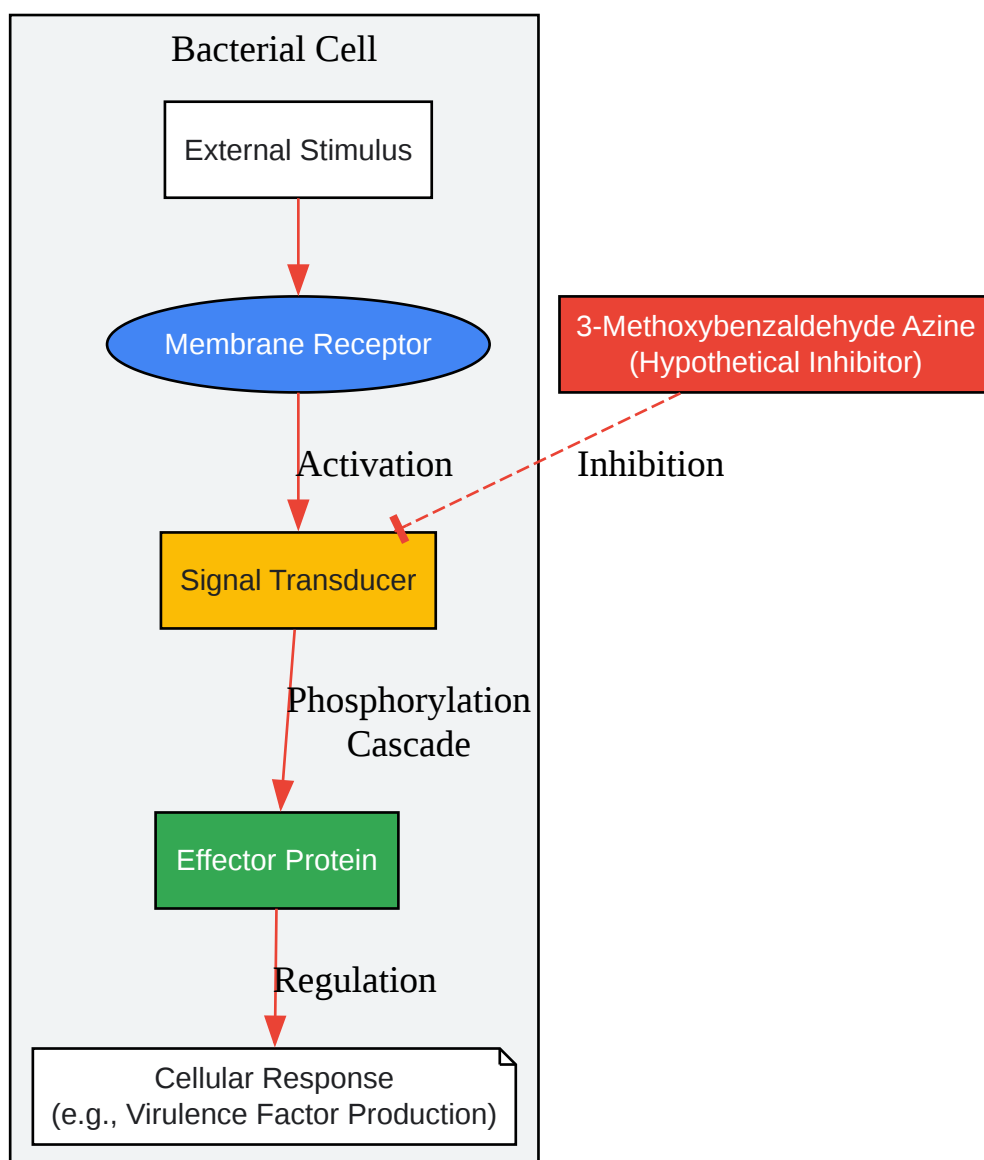 Bacterial Cell
External Stimulus
Membrane Receptor
3-Methoxybenzaldehyde Azine
(Hypothetical Inhibitor)
Activation
Inhibition
Signal Transducer
Phosphorylation
Cascade
Effector Protein
Regulation
Cellular Response
(e.g., Virulence Factor Production)